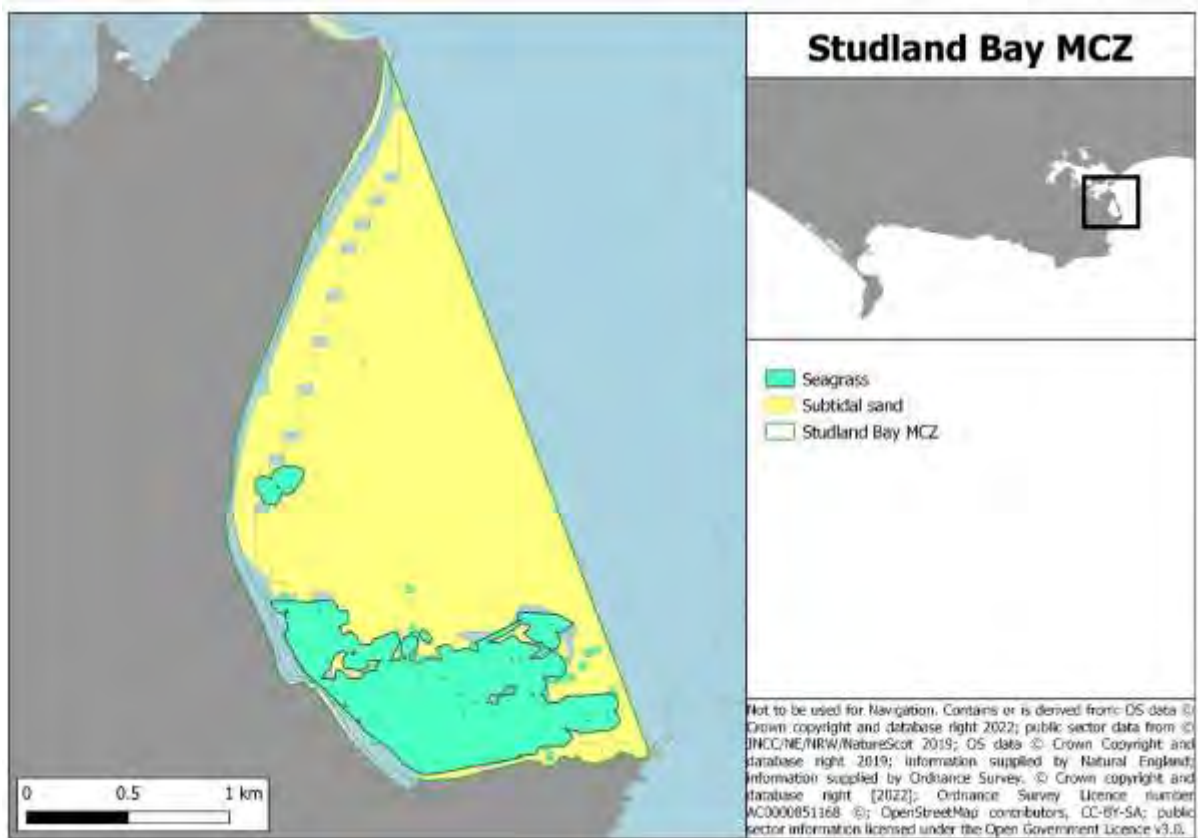 Studland Bay MCZ
Seagrass
Subtidal sand
Studland Bay MCZ
Not to be used for Navigation. Contains or is derived from: OS data ©
Crown copyright and database right 2022; public sector data from ©
JNCC/NE/NRW/NatureScot 2019; OS data © Crown Copyright and
database right 2019; information supplied by Natural England;
information supplied by Ordnance Survey. © Crown copyright and
database right [2022]; Ordnance Survey Licence number
AC0000851168 ©; OpenStreetMap contributors, CC-BY-SA; public
sector information licensed under the Open Government Licence v3.0.
0 0.5 1 km